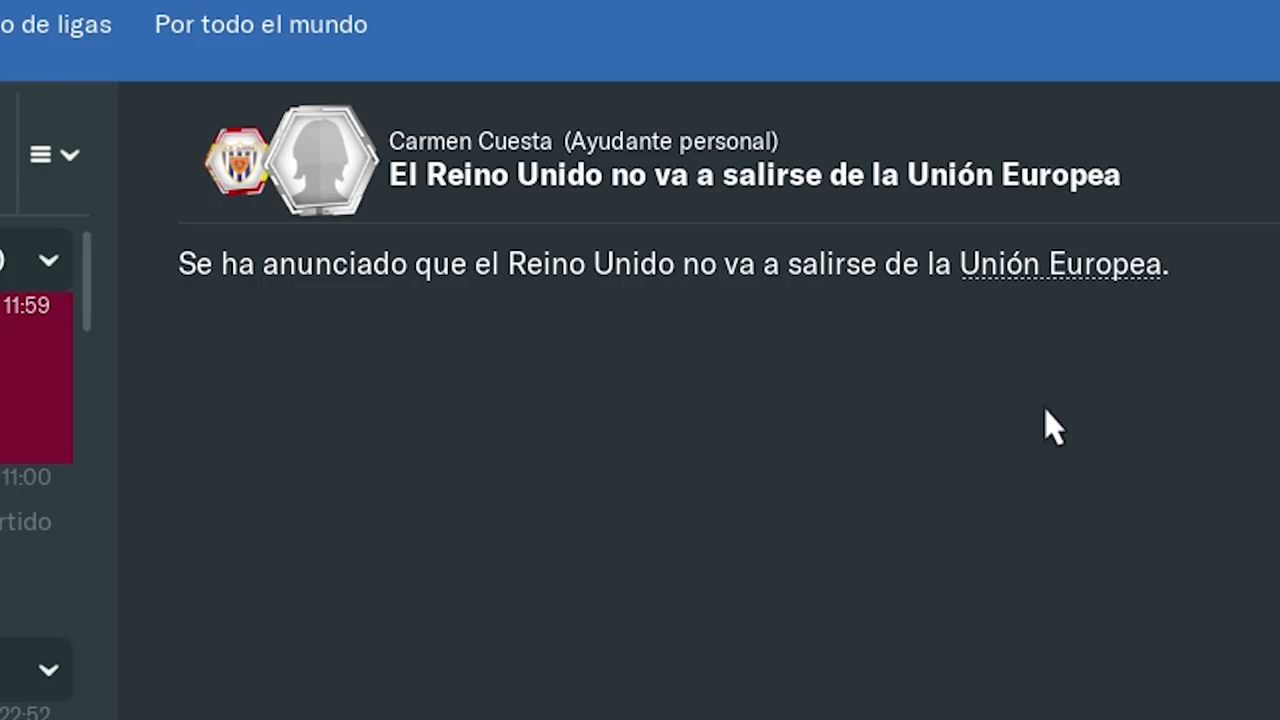 o de ligas
Por todo el mundo
Carmen Cuesta (Ayudante personal)
El Reino Unido no va a salirse de la Unión Europea
Se ha anunciado que el Reino Unido no va a salirse de la Unión Europea.
11:59
11:00
rtido
22:52